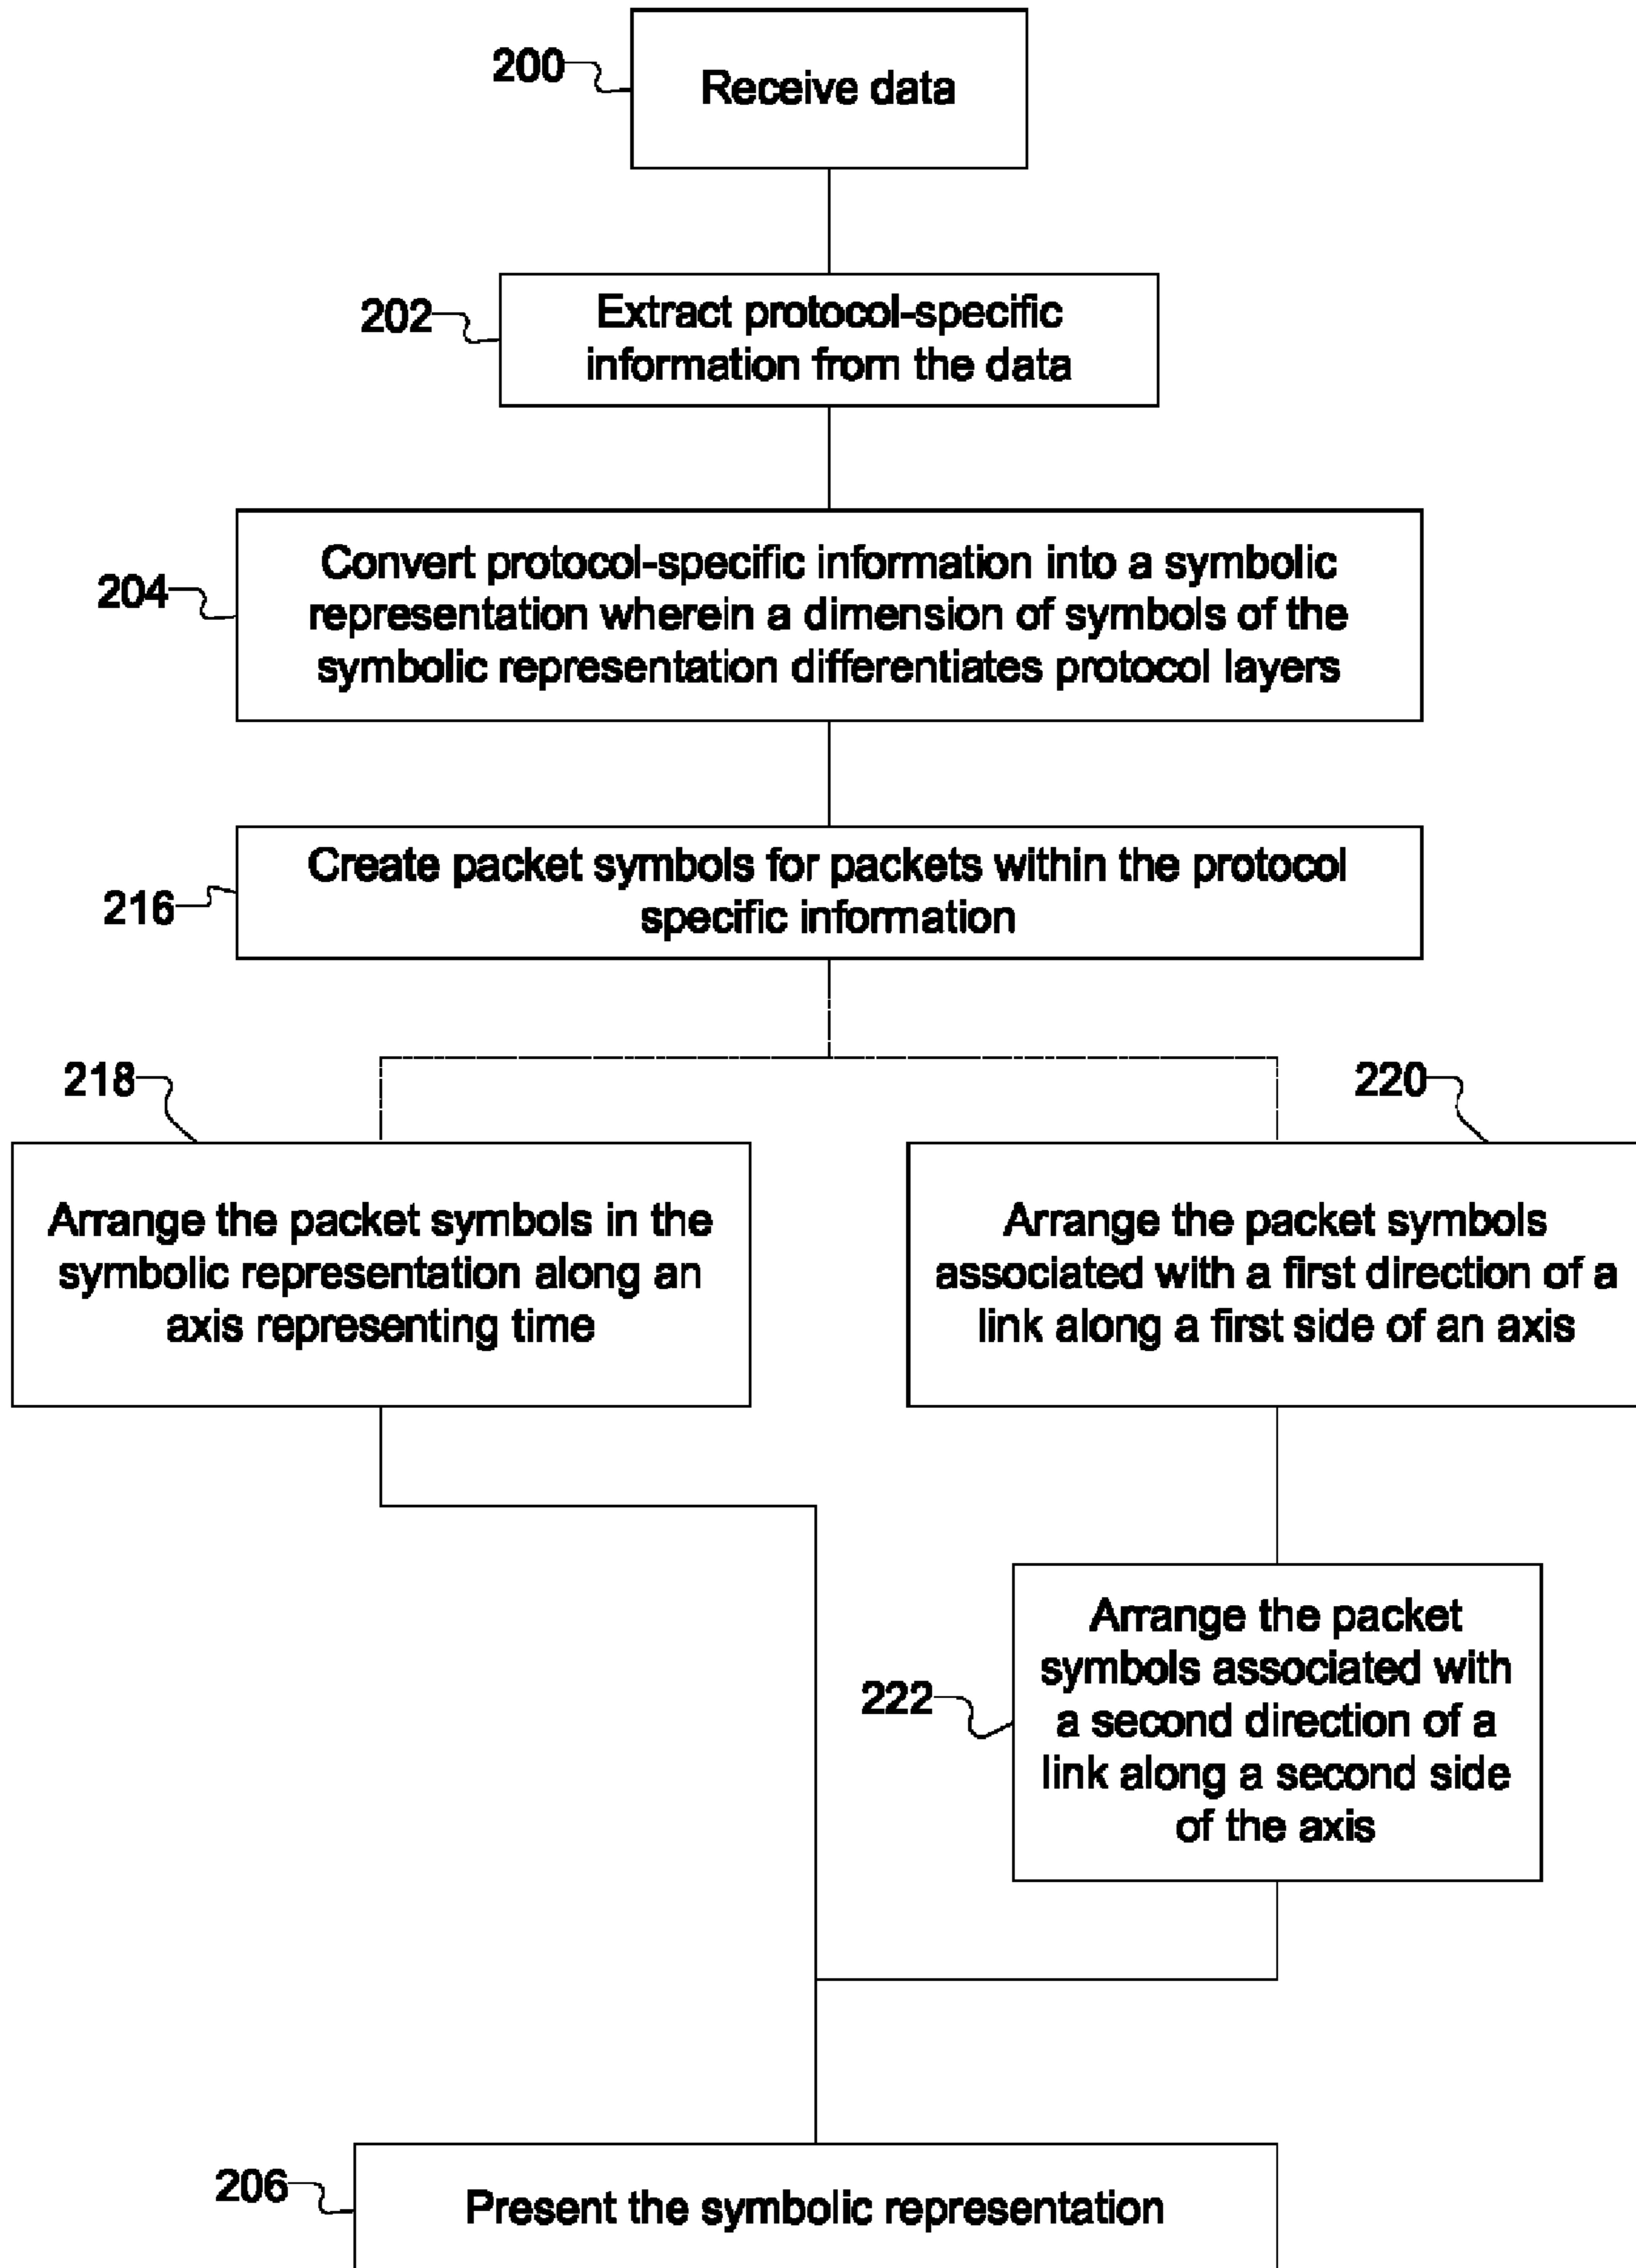 200
Receive data
202
Extract protocol-specific
information from the data
204
Convert protocol-specific information into a symbolic
representation wherein a dimension of symbols of the
symbolic representation differentiates protocol layers
216
Create packet symbols for packets within the protocol
specific information
218
Arrange the packet symbols in the
symbolic representation along an
axis representing time
220
Arrange the packet symbols
associated with a first direction of a
link along a first side of an axis
222
Arrange the packet
symbols associated with
a second direction of a
link along a second side
of the axis
206
Present the symbolic representation